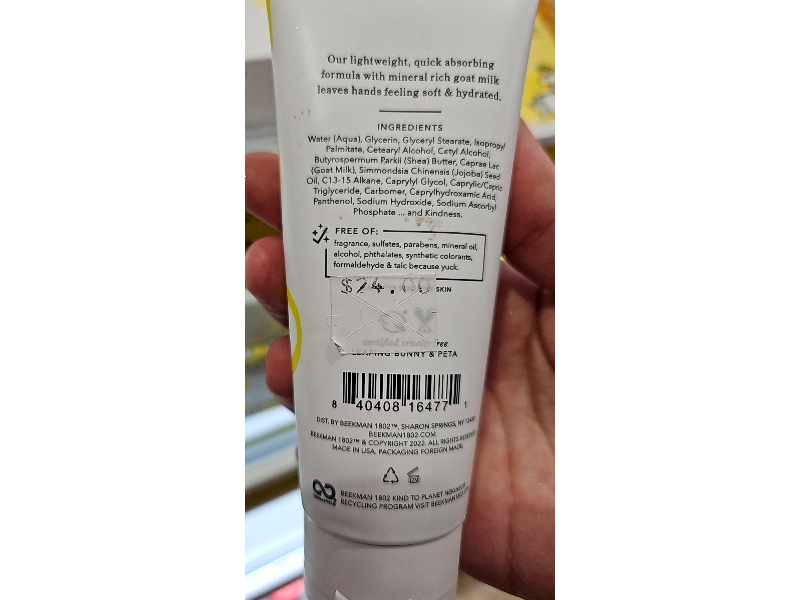 Our lightweight, quick absorbing
formula with mineral rich goat milk
leaves hands feeling soft & hydrated.
INGREDIENTS
Water (Aqua), Glycerin, Glyceryl Stearate, Isopropyl
Palmitate, Cetearyl Alcohol, Cetyl Alcohol,
Butyrospermum Parkii (Shea) Butter, Caprae Lac
(Goat Milk), Simmondsia Chinensis (Jojoba) Seed
Oil, C13-15 Alkane, Caprylyl Glycol, Caprylic/Capric
Triglyceride, Carbomer, Caprylhydroxamic Acid,
Panthenol, Sodium Hydroxide, Sodium Ascorbyl
Phosphate ... and Kindness.
FREE OF:
fragrance, sulfates, parabens, mineral oil,
alcohol, phthalates, synthetic colorants,
formaldehyde & talc because yuck.
$24.00 SKIN
certified cruelty free
LEAPING BUNNY & PETA
8 40408 16477 1
DIST. BY BEEKMAN 1802™, SHARON SPRINGS, NY
BEEKMAN1802.COM
BEEKMAN 1802™ & COPYRIGHT 2022. ALL RIGHTS RESERVED.
MADE IN USA. PACKAGING FOREIGN MADE.
BEEKMAN 1802 KIND TO PLANET NEIGHBOR
RECYCLING PROGRAM VISIT